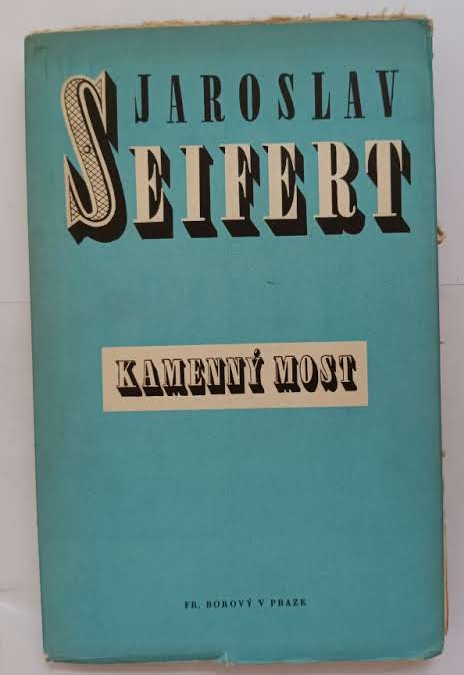 JAROSLAV
SEIFERT
KAMENNÝ MOST
FR. BOROVÝ V PRAZE